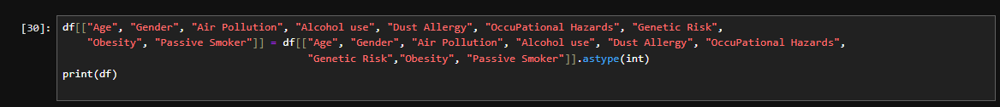 [30]: df[["Age", "Gender", "Air Pollution", "Alcohol use", "Dust Allergy", "OccuPational Hazards", "Genetic Risk",
"Obesity", "Passive Smoker"]] = df[["Age", "Gender", "Air Pollution", "Alcohol use", "Dust Allergy", "OccuPational Hazards",
"Genetic Risk","Obesity", "Passive Smoker"]].astype(int)
print(df)